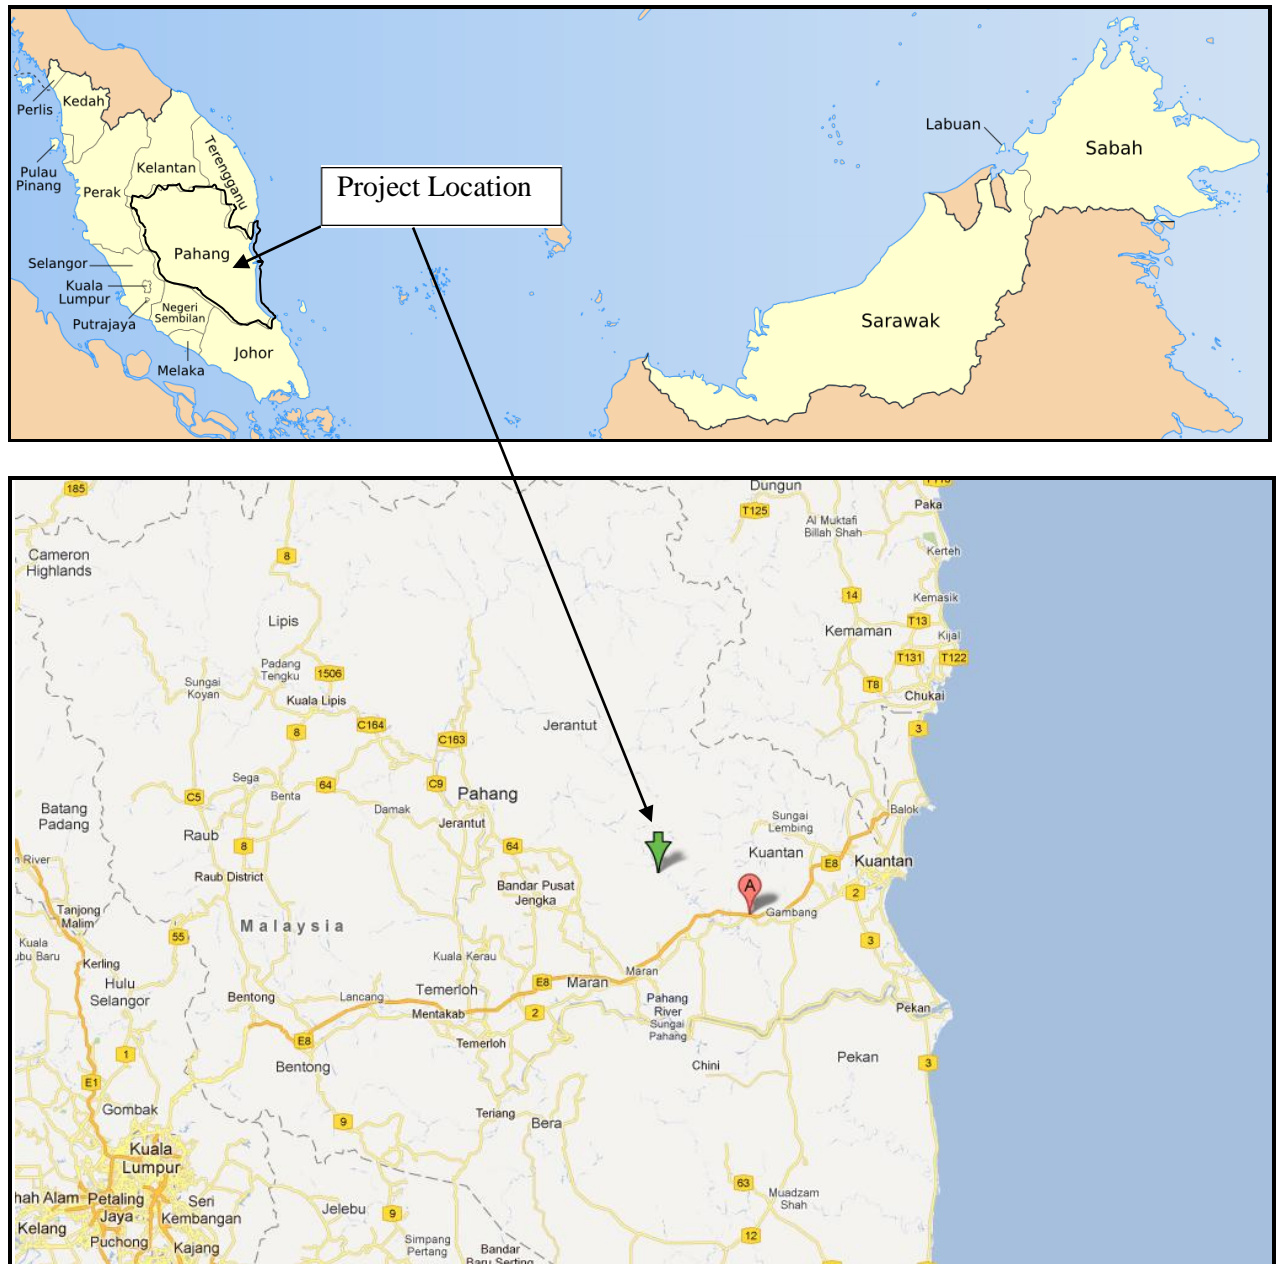 Perlis
Kedah
Pulau
Pinang
Perak
Kelantan
Terengganu
Project Location
Pahang
Selangor
Kuala
Lumpur
Putrajaya
Negeri
Sembilan
Melaka
Johor
Labuan
Sabah
Sarawak
185
Dungun
T125
Paka
Al Muktafi
Billah Shah
Cameron
Highlands
8
Kerteh
14
Kemasik
Lipis
T13
Kemaman
Kijal
Padang
Tengku
1506
T131
T122
Sungai
Koyan
T8
Kuala Lipis
Chukai
8
C164
Jerantut
3
C163
Sega
64
C9
Benta
C5
Pahang
Batang
Padang
Damak
Jerantut
Sungai
Lembing
Balok
Raub
8
64
Kuantan
E8
Kuantan
n River
Raub District
Bandar Pusat
Jengka
A
2
Tanjong
Malim
Gambang
Malaysia
55
3
Kuala
ubu Baru
Kerling
Kuala Kerau
Maran
Hulu
Selangor
Bentong
Lancang
Temerloh
E8
Maran
Mentakab
2
Pahang
River
Sungai
Pahang
Pekan
E8
Temerloh
1
Bentong
Chini
Pekan
3
E1
Gombak
9
Teriang
Bera
Kuala
Lumpur
63
Muadzam
Shah
hah Alam
Petaling
Jaya
Seri
Kembangan
Jelebu
9
Kelang
12
Puchong
Kajang
Simpang
Pertang
Bandar
Baru Serting